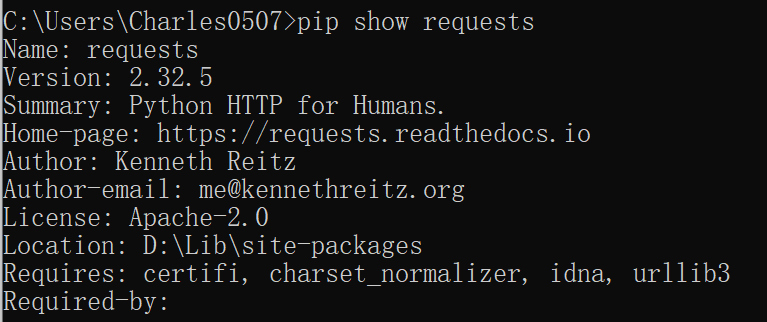 C:\Users\Charles0507>pip show requests
Name: requests
Version: 2.32.5
Summary: Python HTTP for Humans.
Home-page: https://requests.readthedocs.io
Author: Kenneth Reitz
Author-email: me@kennethreitz.org
License: Apache-2.0
Location: D:\Lib\site-packages
Requires: certifi, charset_normalizer, idna, urllib3
Required-by: